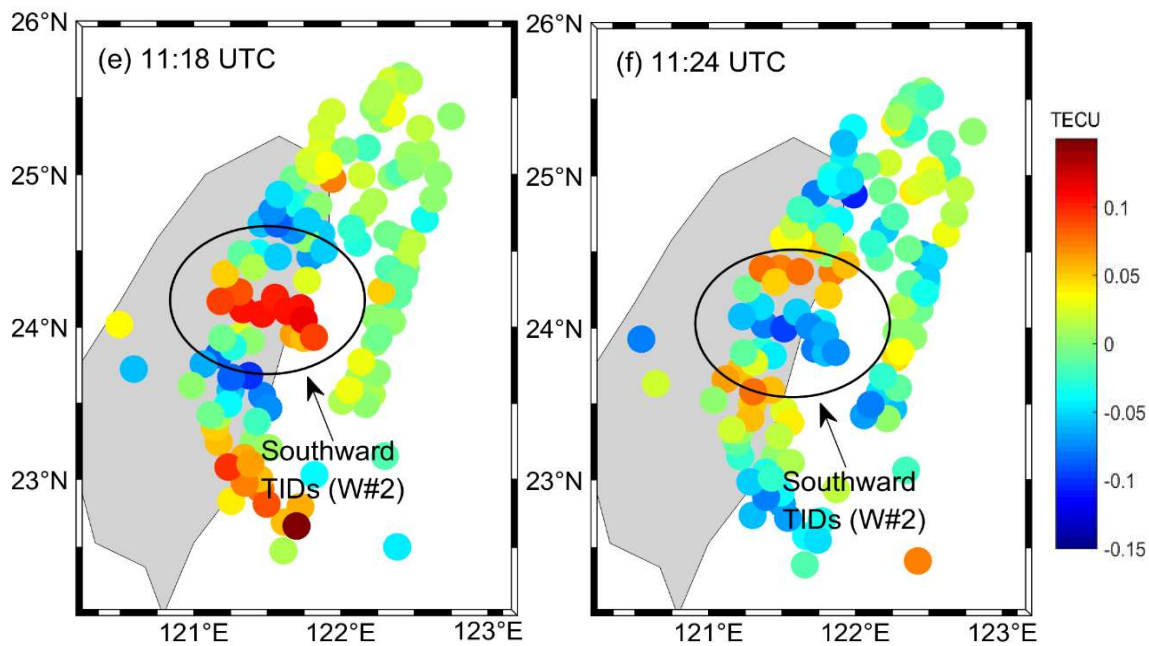 26°N
25°N
24°N
23°N
(e) 11:18 UTC
Southward
TIDs (W#2)
121°E
122°E
123°E
26°N
25°N
24°N
23°N
(f) 11:24 UTC
Southward
TIDs (W#2)
121°E
122°E
123°E
TECU
0.1
0.05
0
-0.05
-0.1
-0.15